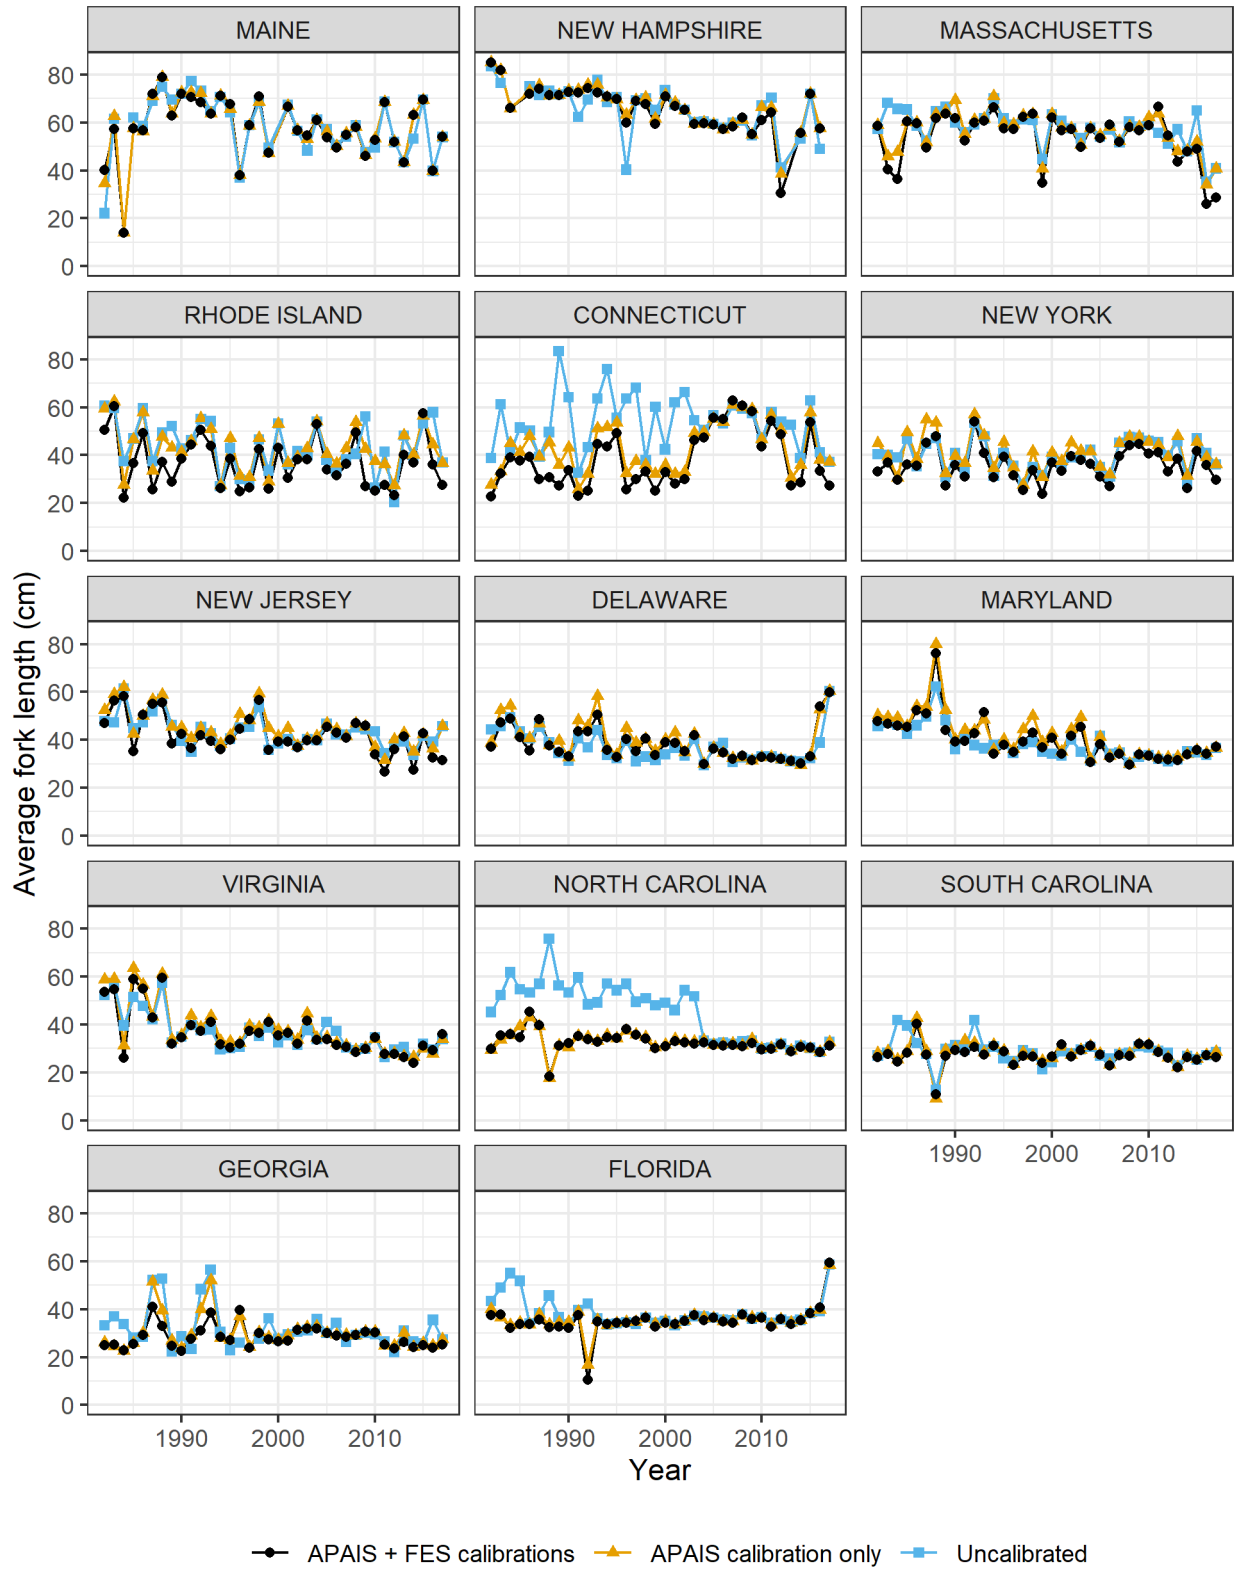 MAINE
NEW HAMPSHIRE
MASSACHUSETTS
80
60
40
20
0
RHODE ISLAND
CONNECTICUT
NEW YORK
80
60
40
20
0
Average fork length (cm)
NEW JERSEY
DELAWARE
MARYLAND
80
60
40
20
0
VIRGINIA
NORTH CAROLINA
SOUTH CAROLINA
80
60
40
20
0
1990 2000 2010
GEORGIA
FLORIDA
80
60
40
20
0
1990 2000 2010
1990 2000 2010
Year
APAIS + FES calibrations APAIS calibration only Uncalibrated